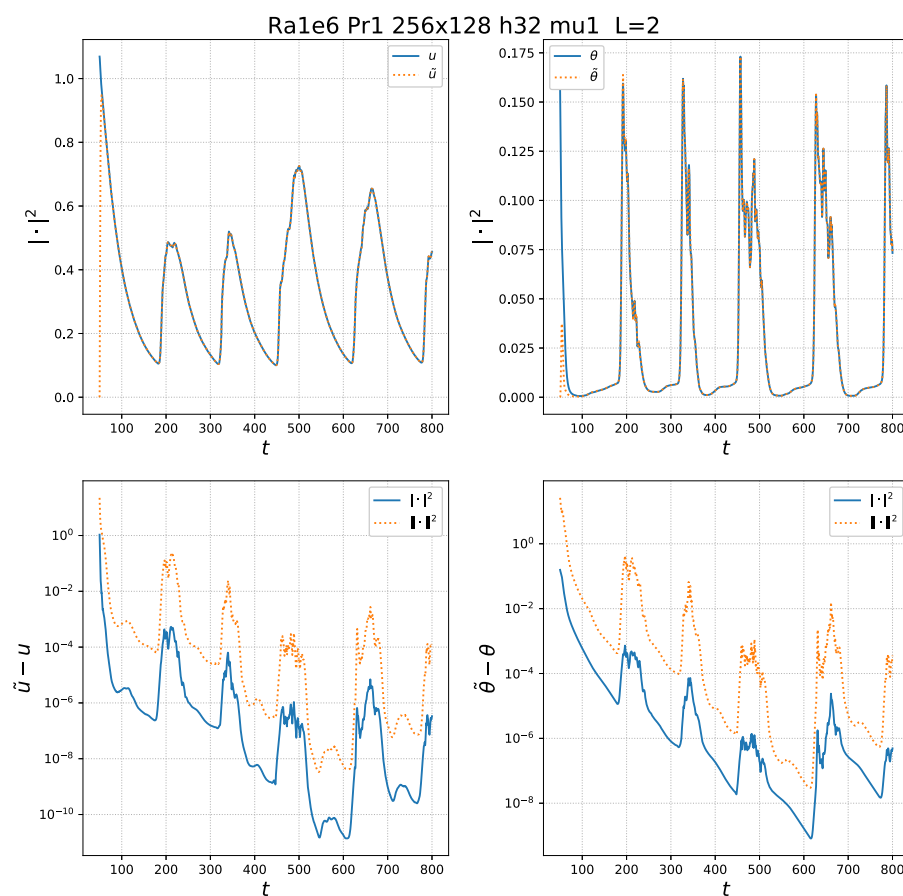 Ra1e6 Pr1 256x128 h32 mu1 L=2
u
ũ
1.0
0.8
0.6
0.4
0.2
0.0
|·|²
100 200 300 400 500 600 700 800
t
θ
θ̃
0.175
0.150
0.125
0.100
0.075
0.050
0.025
0.000
|·|²
100 200 300 400 500 600 700 800
t
|·|²
‖·‖²
10⁰
10⁻²
10⁻⁴
10⁻⁶
10⁻⁸
10⁻¹⁰
ũ − u
100 200 300 400 500 600 700 800
t
|·|²
‖·‖²
10⁰
10⁻²
10⁻⁴
10⁻⁶
10⁻⁸
θ̃ − θ
100 200 300 400 500 600 700 800
t